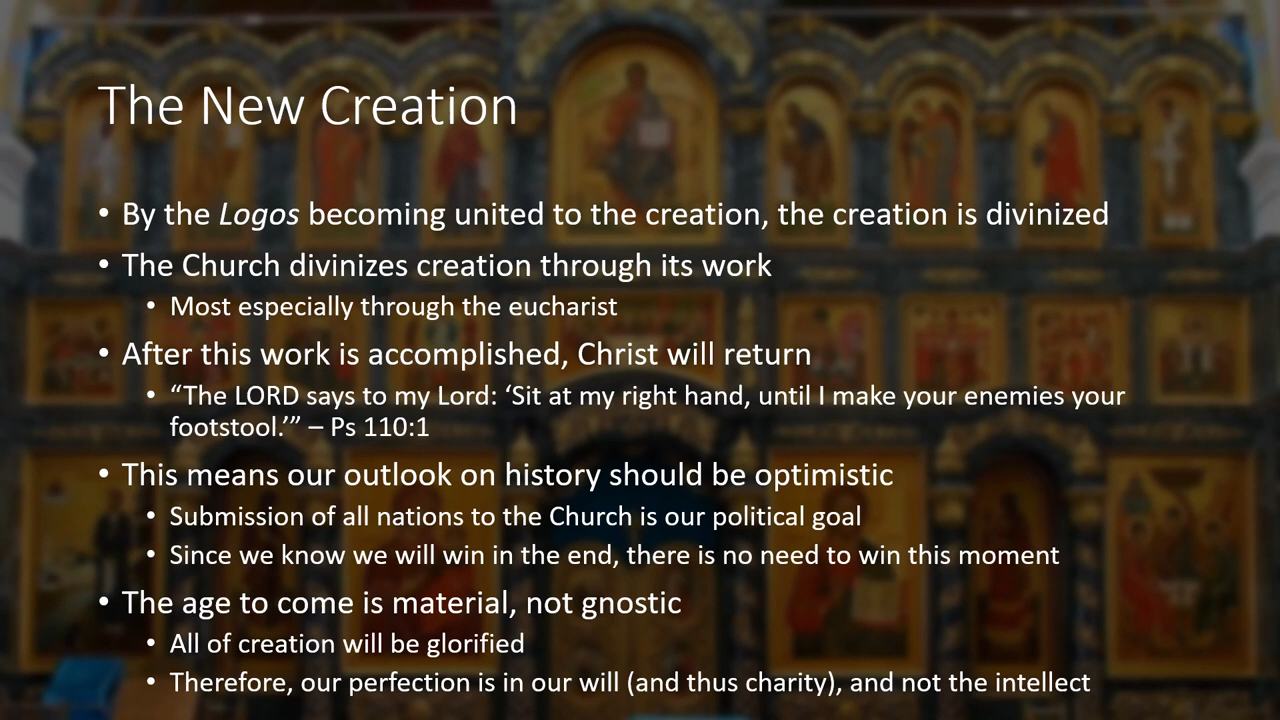 The New Creation
• By the Logos becoming united to the creation, the creation is divinized
• The Church divinizes creation through its work
• Most especially through the eucharist
• After this work is accomplished, Christ will return
• “The LORD says to my Lord: ‘Sit at my right hand, until I make your enemies your
footstool.’” – Ps 110:1
• This means our outlook on history should be optimistic
• Submission of all nations to the Church is our political goal
• Since we know we will win in the end, there is no need to win this moment
• The age to come is material, not gnostic
• All of creation will be glorified
• Therefore, our perfection is in our will (and thus charity), and not the intellect